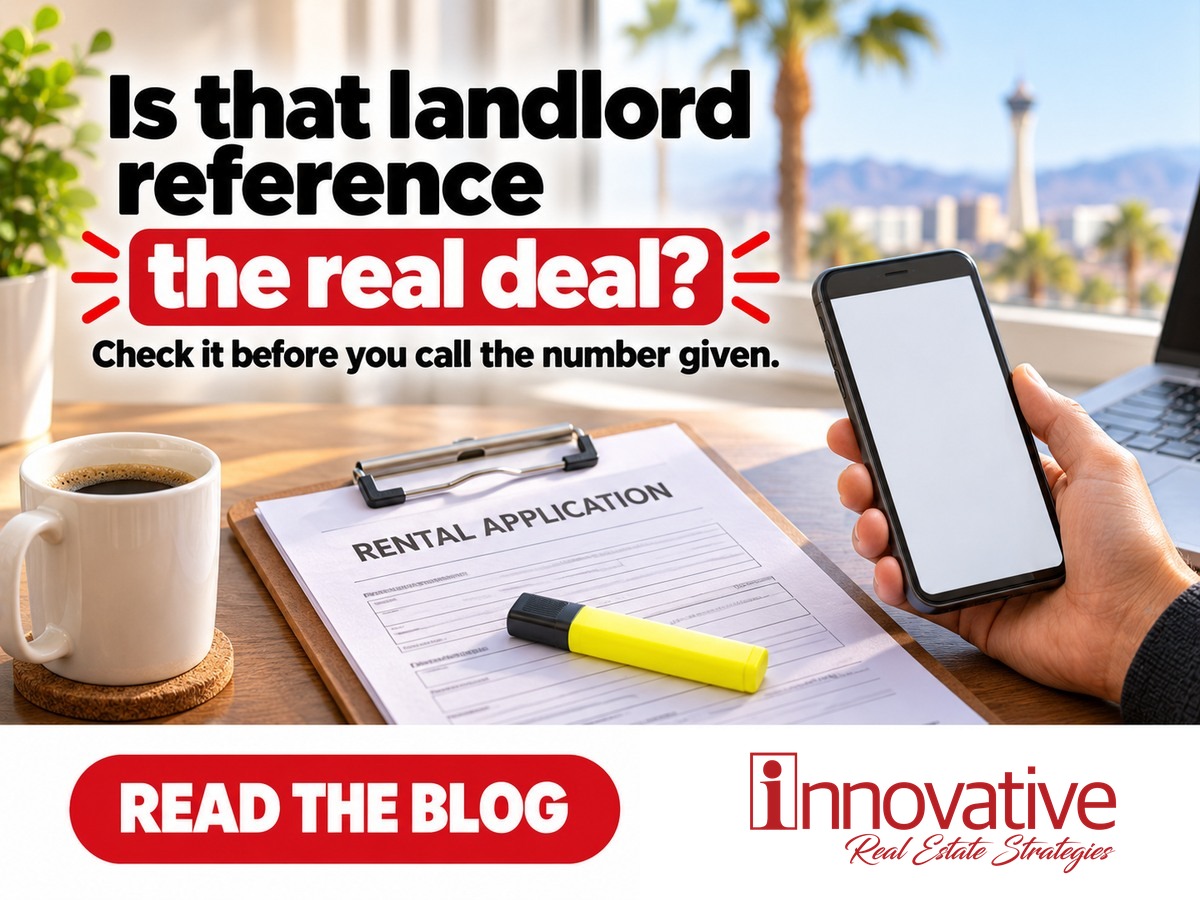 Is that landlord
reference
the real deal?
Check it before you call the number given.
RENTAL APPLICATION
READ THE BLOG
innovative
Real Estate Strategies